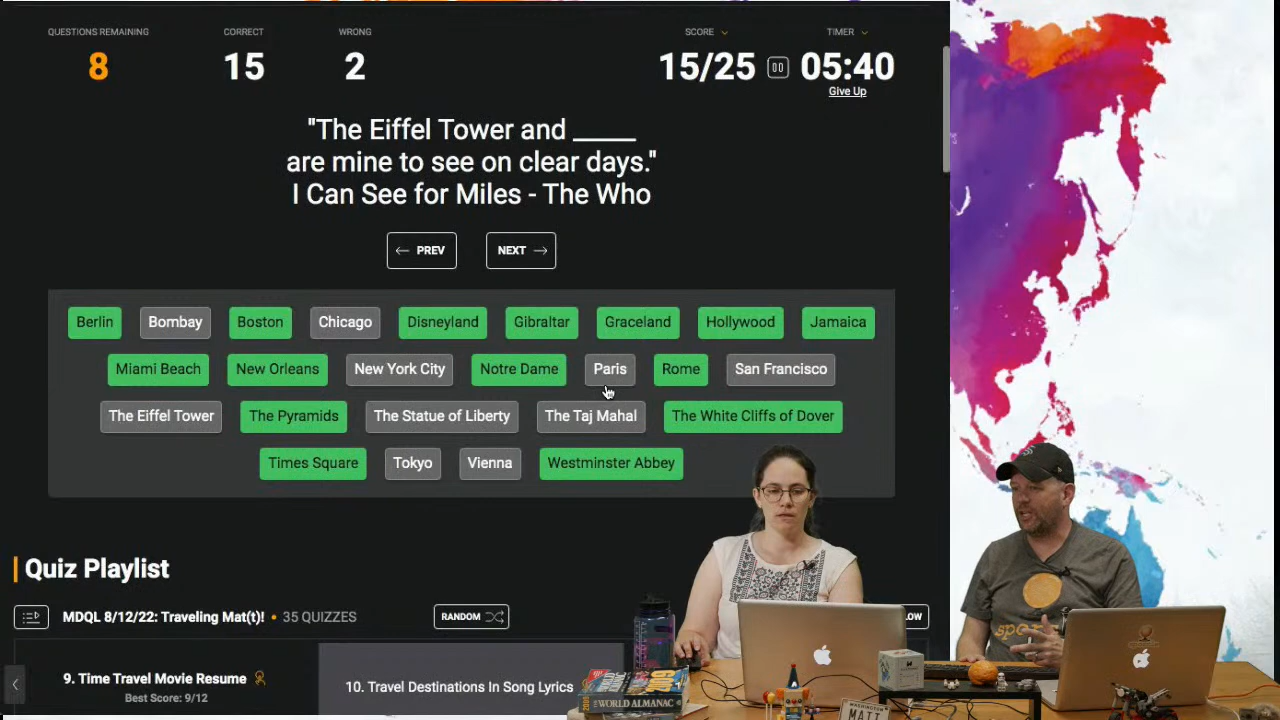 QUESTIONS REMAINING
CORRECT
WRONG
SCORE
TIMER
8
15
2
15/25
05:40
Give Up
"The Eiffel Tower and _____
are mine to see on clear days."
I Can See for Miles - The Who
PREV
NEXT
Berlin
Bombay
Boston
Chicago
Disneyland
Gibraltar
Graceland
Hollywood
Jamaica
Miami Beach
New Orleans
New York City
Notre Dame
Paris
Rome
San Francisco
The Eiffel Tower
The Pyramids
The Statue of Liberty
The Taj Mahal
The White Cliffs of Dover
Times Square
Tokyo
Vienna
Westminster Abbey
Quiz Playlist
MDQL 8/12/22: Traveling Mat(t)! • 35 QUIZZES
RANDOM
LOW
9. Time Travel Movie Resume
Best Score: 9/12
10. Travel Destinations In Song Lyrics
spor
WORLD ALMANAC
WASHINGTON
MATT